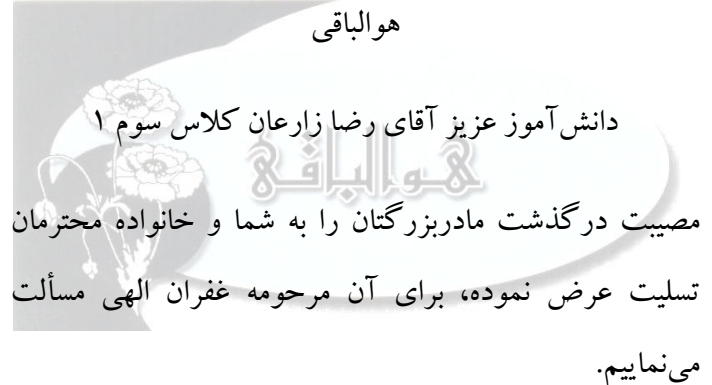 هوالباقی
دانش‌آموز عزیز آقای رضا زارعان کلاس سوم ۱
هوالباقی
مصیبت درگذشت مادربزرگتان را به شما و خانواده محترمان
تسلیت عرض نموده، برای آن مرحومه غفران الهی مسألت
می‌نماییم.